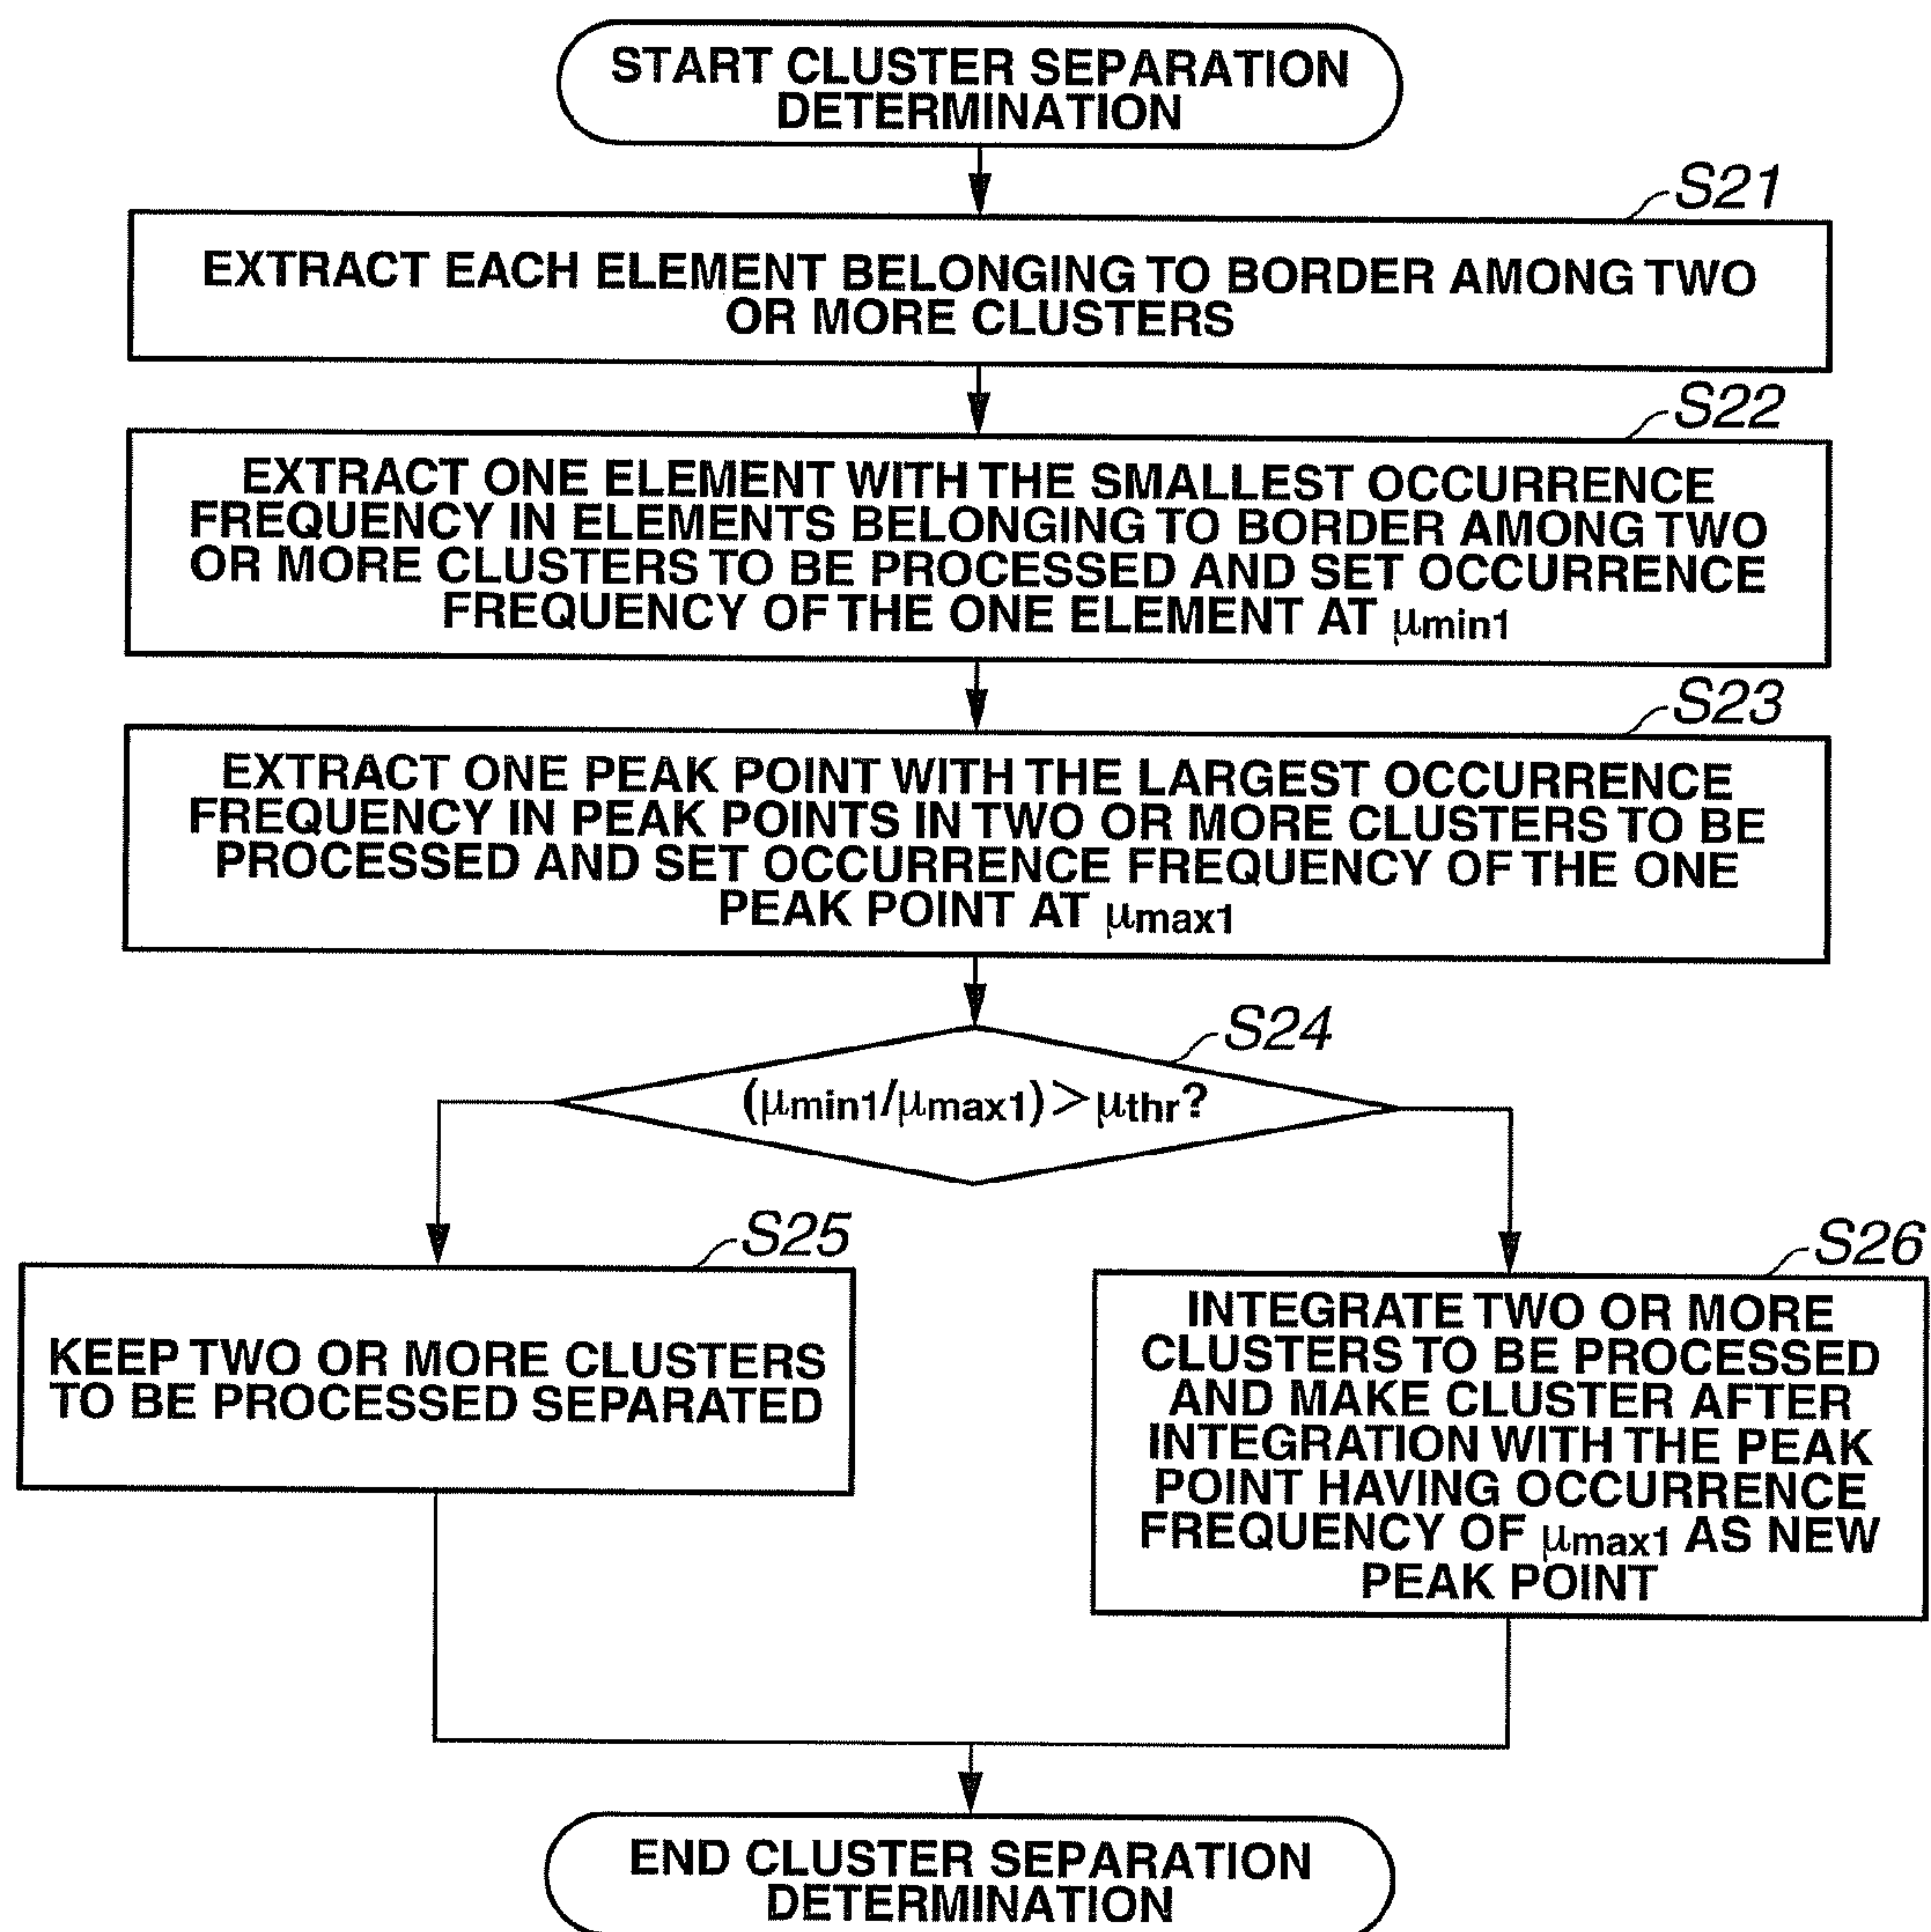 START CLUSTER SEPARATION
DETERMINATION
S21
EXTRACT EACH ELEMENT BELONGING TO BORDER AMONG TWO
OR MORE CLUSTERS
S22
EXTRACT ONE ELEMENT WITH THE SMALLEST OCCURRENCE
FREQUENCY IN ELEMENTS BELONGING TO BORDER AMONG TWO
OR MORE CLUSTERS TO BE PROCESSED AND SET OCCURRENCE
FREQUENCY OF THE ONE ELEMENT AT μmin1
S23
EXTRACT ONE PEAK POINT WITH THE LARGEST OCCURRENCE
FREQUENCY IN PEAK POINTS IN TWO OR MORE CLUSTERS TO BE
PROCESSED AND SET OCCURRENCE FREQUENCY OF THE ONE
PEAK POINT AT μmax1
S24
(μmin1/μmax1)>μthr?
S25
KEEP TWO OR MORE CLUSTERS
TO BE PROCESSED SEPARATED
S26
INTEGRATE TWO OR MORE
CLUSTERS TO BE PROCESSED
AND MAKE CLUSTER AFTER
INTEGRATION WITH THE PEAK
POINT HAVING OCCURRENCE
FREQUENCY OF μmax1 AS NEW
PEAK POINT
END CLUSTER SEPARATION
DETERMINATION